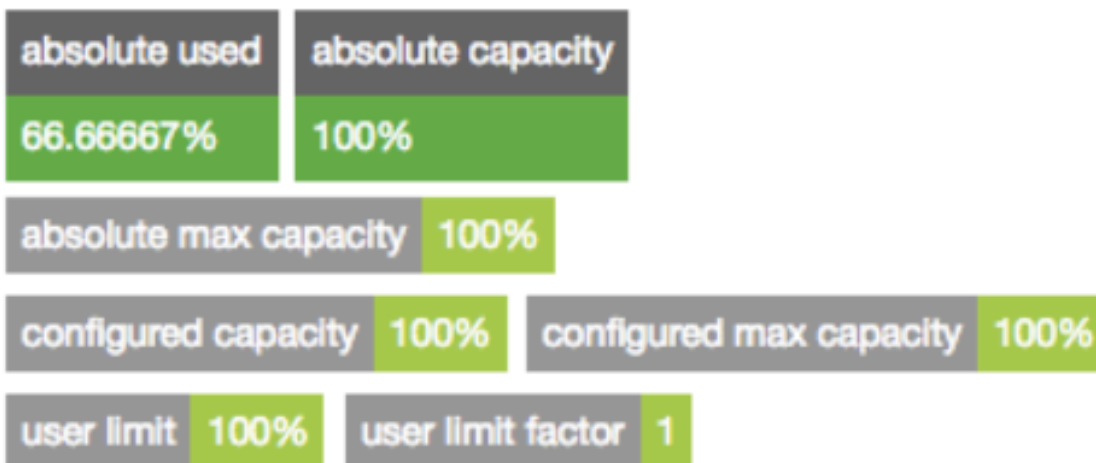 absolute used absolute capacity
66.66667% 100%
absolute max capacity 100%
configured capacity 100% configured max capacity 100%
user limit 100% user limit factor 1